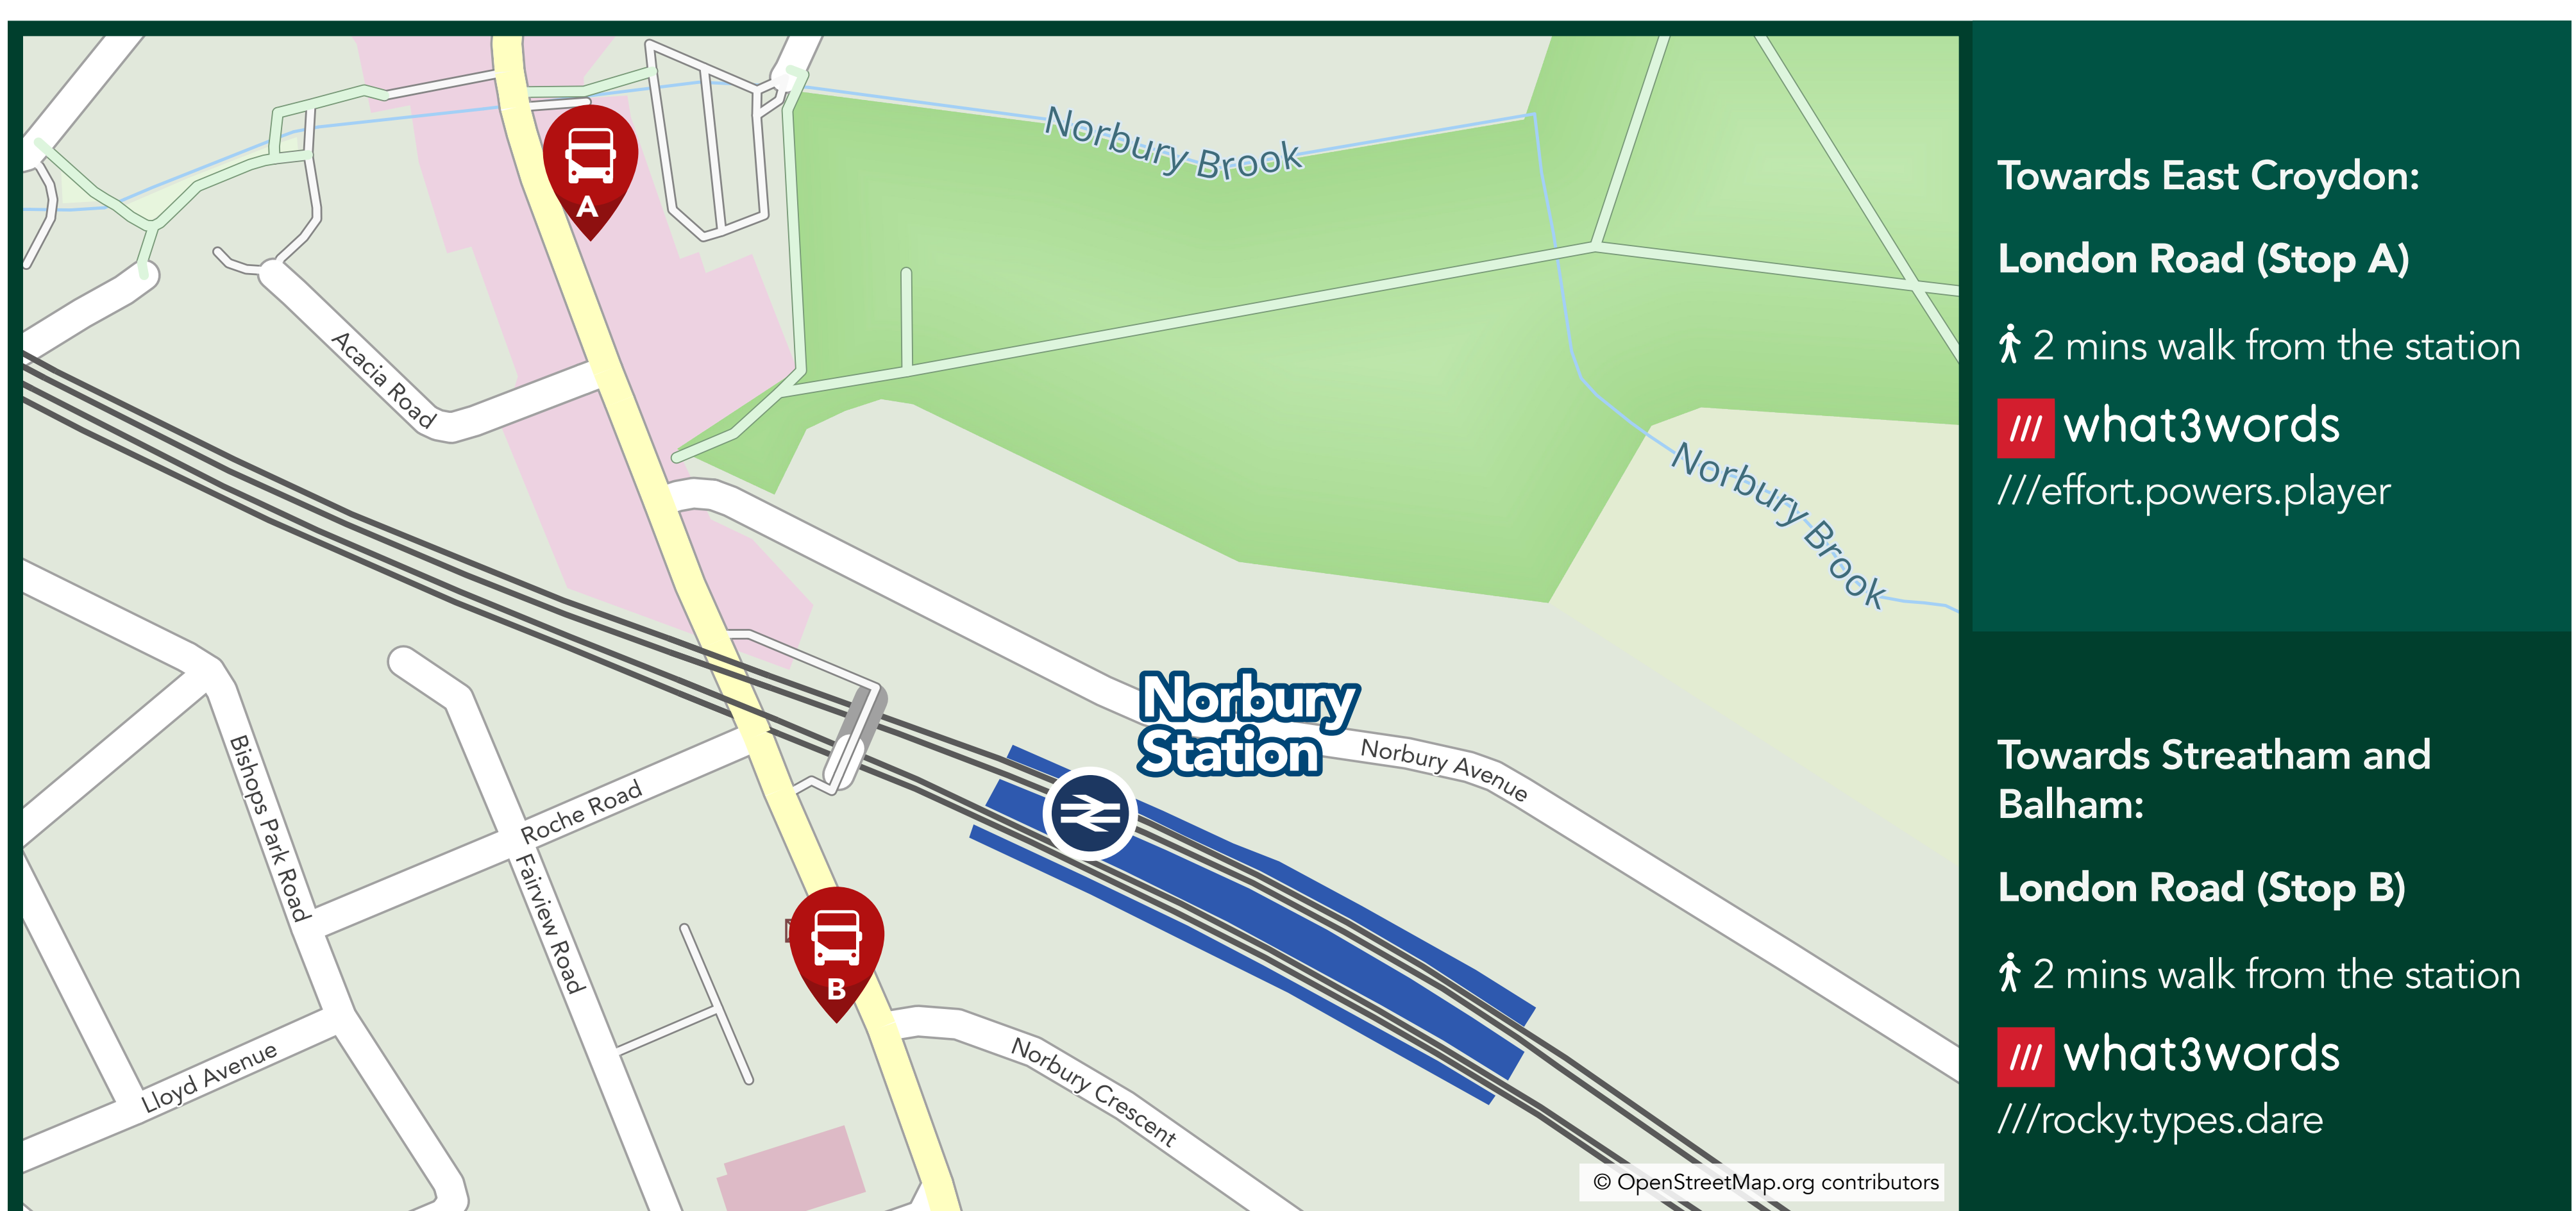 Norbury Brook
A
Acacia Road
Norbury Brook
Norbury
Station
Norbury Avenue
Bishops Park Road
Roche Road
Fairview Road
B
Lloyd Avenue
Norbury Crescent
© OpenStreetMap.org contributors
Towards East Croydon:
London Road (Stop A)
2 mins walk from the station
/// what3words
///effort.powers.player
Towards Streatham and
Balham:
London Road (Stop B)
2 mins walk from the station
/// what3words
///rocky.types.dare